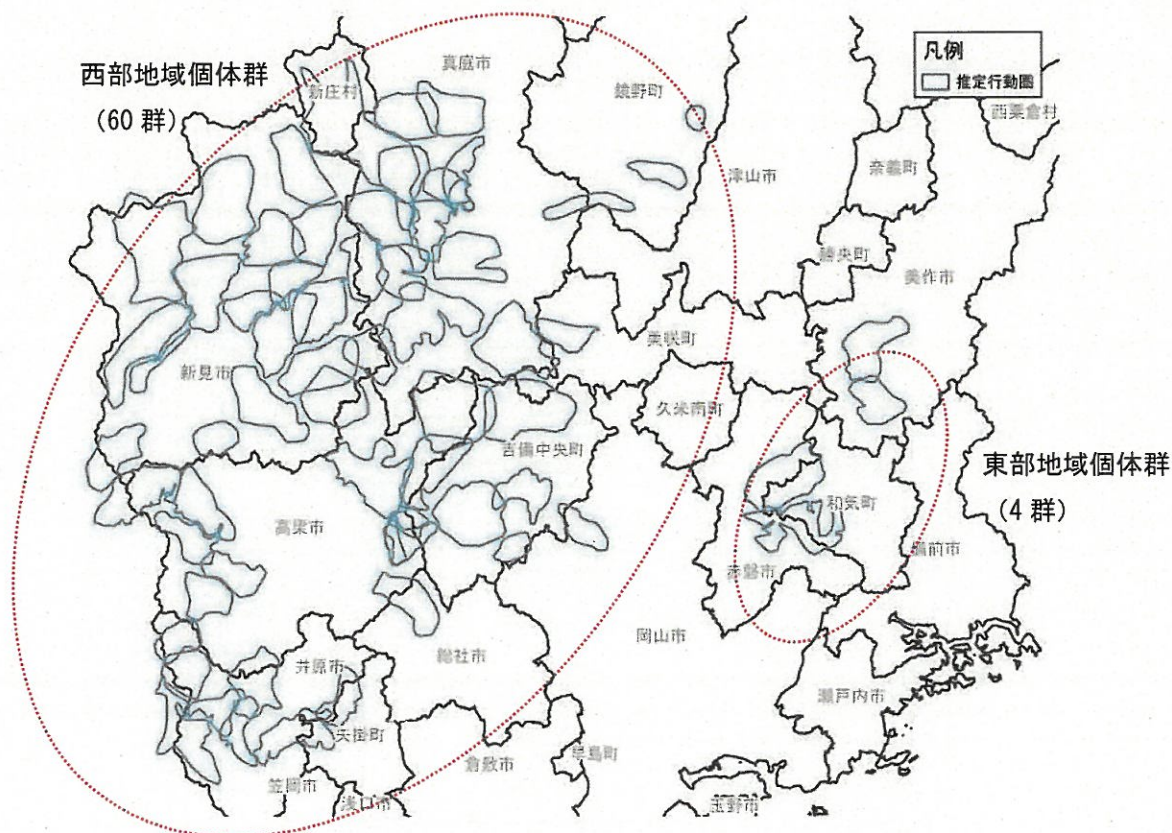 西部地域個体群
(60 群)
真庭市
新庄村
鏡野町
凡例
推定行動圏
西粟倉村
奈義町
津山市
勝央町
美作市
美咲町
新見市
久米南町
吉備中央町
東部地域個体群
(4 群)
和気町
高梁市
備前市
赤磐市
岡山市
総社市
井原市
瀬戸内市
矢掛町
早島町
倉敷市
笠岡市
浅口市
玉野市